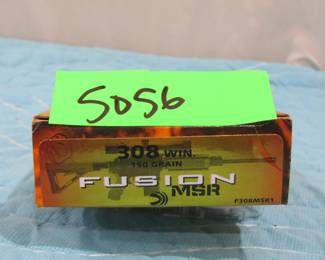 5056
308 WIN.
150 GRAIN
FUSION
MSR
F308MSR1